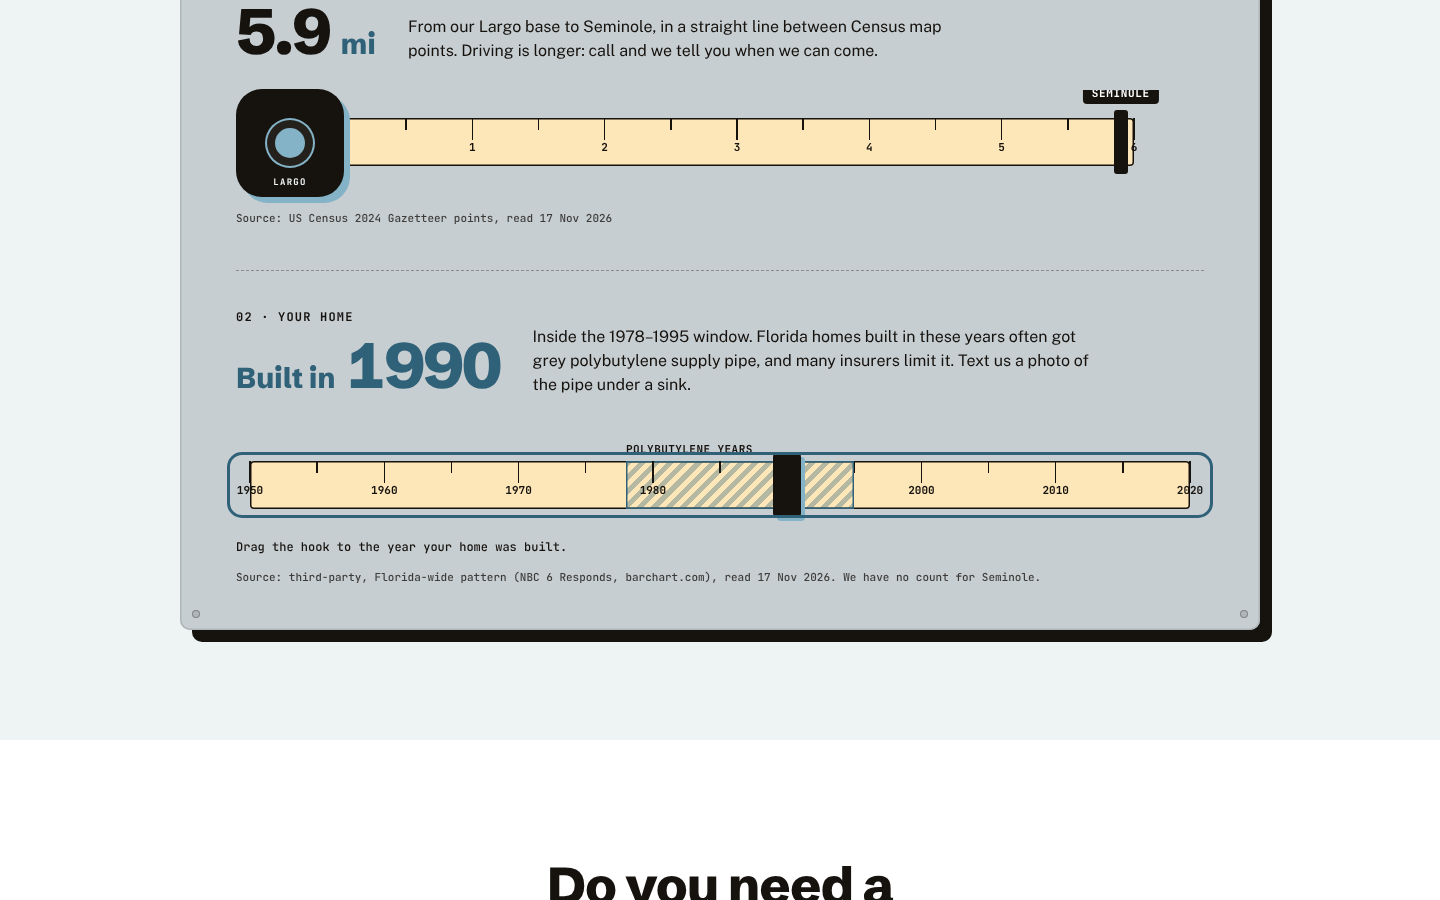 5.9 mi
From our Largo base to Seminole, in a straight line between Census map
points. Driving is longer: call and we tell you when we can come.
SEMINOLE
1 2 3 4 5 6
LARGO
Source: US Census 2024 Gazetteer points, read 17 Nov 2026
02 · YOUR HOME
Built in 1990
Inside the 1978–1995 window. Florida homes built in these years often got
grey polybutylene supply pipe, and many insurers limit it. Text us a photo of
the pipe under a sink.
POLYBUTYLENE YEARS
1950 1960 1970 1980 2000 2010 2020
Drag the hook to the year your home was built.
Source: third-party, Florida-wide pattern (NBC 6 Responds, barchart.com), read 17 Nov 2026. We have no count for Seminole.
Do you need a